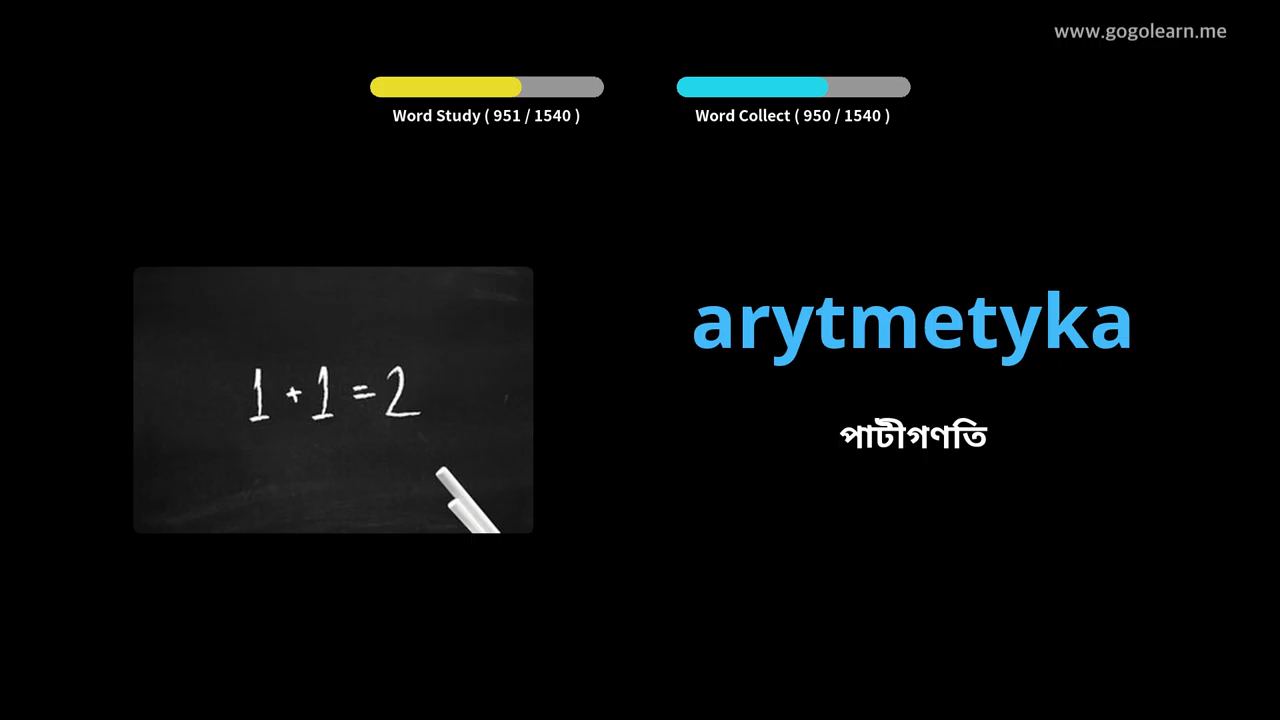 www.gogolearn.me
Word Study ( 951 / 1540 )
Word Collect ( 950 / 1540 )
arytmetyka
1 + 1 = 2
পাটীগণিত